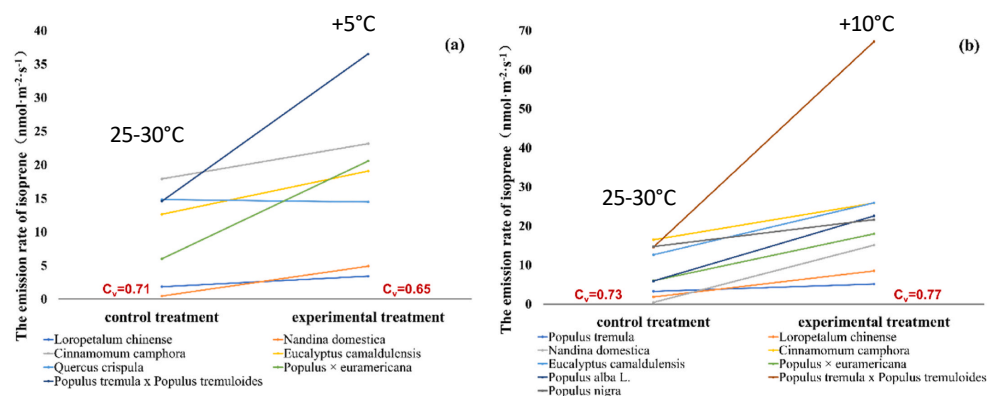 +5°C
(a)
The emission rate of isoprene（nmol·m-2·s-1）
40
35
30
25
20
15
10
5
0
25-30°C
Cv=0.71
Cv=0.65
control treatment experimental treatment
Loropetalum chinense Nandina domestica
Cinnamomum camphora Eucalyptus camaldulensis
Quercus crispula Populus × euramericana
Populus tremula x Populus tremuloides
+10°C
(b)
The emission rate of isoprene（nmol·m-2·s-1）
70
60
50
40
30
20
10
0
25-30°C
Cv=0.73
Cv=0.77
control treatment experimental treatment
Populus tremula Loropetalum chinense
Nandina domestica Cinnamomum camphora
Eucalyptus camaldulensis Populus × euramericana
Populus alba L. Populus tremula x Populus tremuloides
Populus nigra